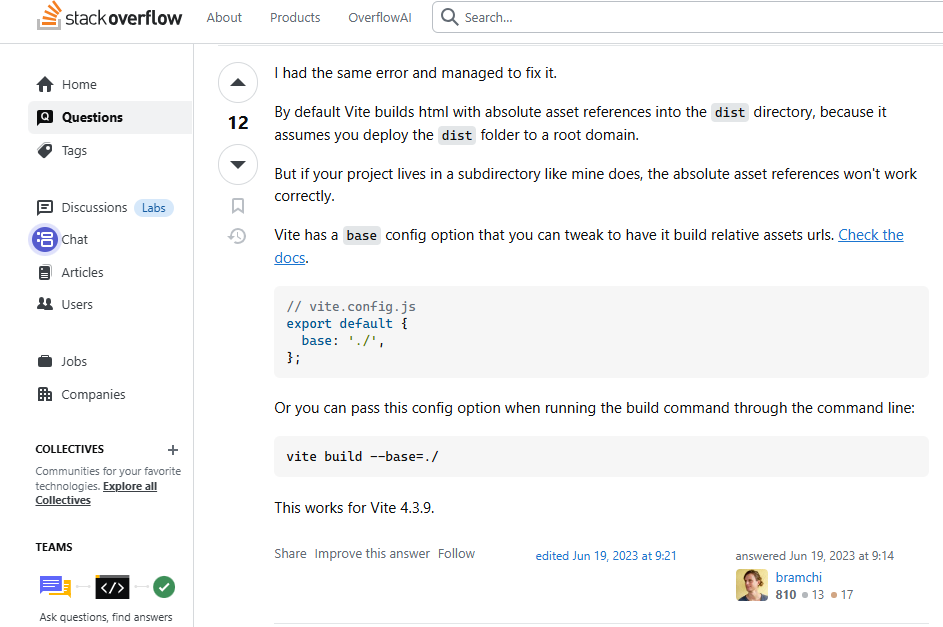 stackoverflow
About
Products
OverflowAI
Search...
Home
Questions
Tags
Discussions Labs
Chat
Articles
Users
Jobs
Companies
COLLECTIVES +
Communities for your favorite
technologies. Explore all
Collectives
TEAMS
</>
Ask questions, find answers
12
I had the same error and managed to fix it.
By default Vite builds html with absolute asset references into the dist directory, because it
assumes you deploy the dist folder to a root domain.
But if your project lives in a subdirectory like mine does, the absolute asset references won't work
correctly.
Vite has a base config option that you can tweak to have it build relative assets urls. Check the
docs.
// vite.config.js
export default {
  base: './',
};
Or you can pass this config option when running the build command through the command line:
vite build --base=./
This works for Vite 4.3.9.
Share Improve this answer Follow
edited Jun 19, 2023 at 9:21
answered Jun 19, 2023 at 9:14
bramchi
810 13 17